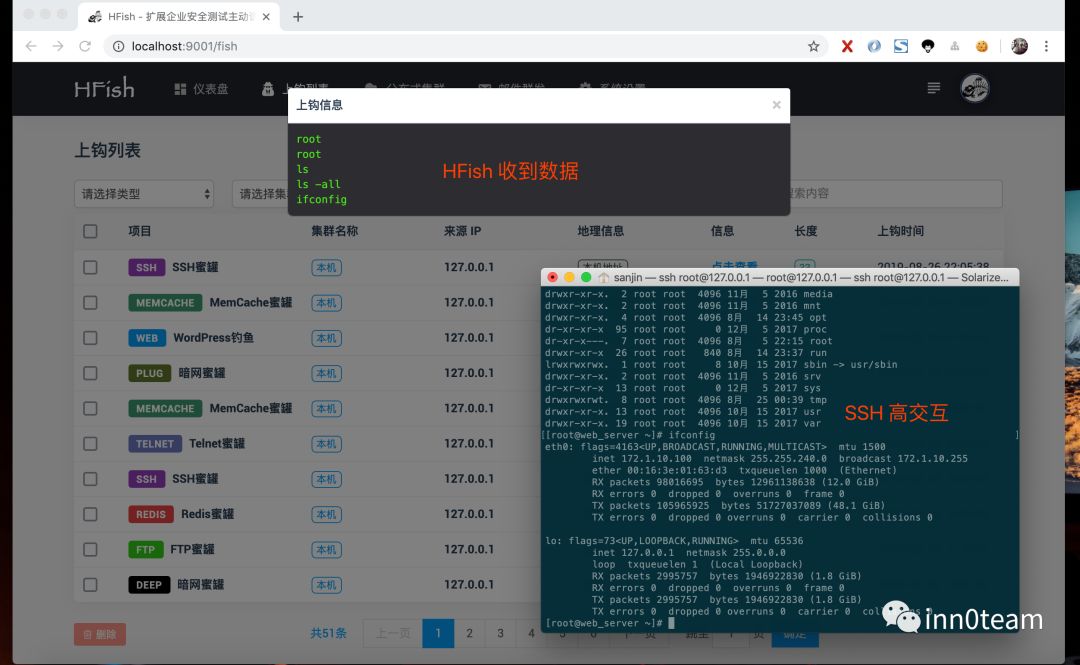 HFish - 扩展企业安全测试主动
localhost:9001/fish
HFish
仪表盘
上钩列表
分布式集群
邮件群发
系统设置
上钩信息
root
root
ls
ls -all
ifconfig
HFish 收到数据
上钩列表
请选择类型
请选择集
索内容
项目 集群名称 来源 IP 地理信息 信息 长度 上钩时间
SSH SSH蜜罐 本机 127.0.0.1 本机地址 点击查看 2019-08-26 22:05:38
MEMCACHE MemCache蜜罐 本机 127.0.0.1
WEB WordPress钓鱼 本机 127.0.0.1
PLUG 暗网蜜罐 本机 127.0.0.1
MEMCACHE MemCache蜜罐 本机 127.0.0.1
TELNET Telnet蜜罐 本机 127.0.0.1
SSH SSH蜜罐 本机 127.0.0.1
REDIS Redis蜜罐 本机 127.0.0.1
FTP FTP蜜罐 本机 127.0.0.1
DEEP 暗网蜜罐 本机 127.0.0.1
删除
共51条 上一页 1 2 3 4 5 6 下一页 跳至 1 页 确定
sanjin — ssh root@127.0.0.1 — root@127.0.0.1 — ssh root@127.0.0.1 — Solarize...
drwxr-xr-x. 2 root root 4096 11月 5 2016 media
drwxr-xr-x. 2 root root 4096 11月 5 2016 mnt
drwxr-xr-x. 4 root root 4096 8月 14 23:45 opt
dr-xr-xr-x 95 root root 0 12月 5 2017 proc
dr-xr-x---. 7 root root 4096 8月 5 22:15 root
drwxr-xr-x 26 root root 840 8月 14 23:37 run
lrwxrwxrwx. 1 root root 8 10月 15 2017 sbin -> usr/sbin
drwxr-xr-x. 2 root root 4096 11月 5 2016 srv
dr-xr-xr-x 13 root root 0 12月 5 2017 sys
drwxrwxrwt. 8 root root 4096 8月 25 00:39 tmp
drwxr-xr-x. 13 root root 4096 10月 15 2017 usr
drwxr-xr-x. 19 root root 4096 10月 15 2017 var
SSH 高交互
[[root@web_server ~]# ifconfig ]
eth0: flags=4163<UP,BROADCAST,RUNNING,MULTICAST> mtu 1500
inet 172.1.10.100 netmask 255.255.240.0 broadcast 172.1.10.255
ether 00:16:3e:01:63:d3 txqueuelen 1000 (Ethernet)
RX packets 98016695 bytes 12961138638 (12.0 GiB)
RX errors 0 dropped 0 overruns 0 frame 0
TX packets 105965925 bytes 51727037089 (48.1 GiB)
TX errors 0 dropped 0 overruns 0 carrier 0 collisions 0
lo: flags=73<UP,LOOPBACK,RUNNING> mtu 65536
inet 127.0.0.1 netmask 255.0.0.0
loop txqueuelen 1 (Local Loopback)
RX packets 2995757 bytes 1946922830 (1.8 GiB)
RX errors 0 dropped 0 overruns 0 frame 0
TX packets 2995757 bytes 1946922830 (1.8 GiB)
TX errors 0 dropped 0 overruns 0 carrier 0 0
[root@web_server ~]#
inn0team